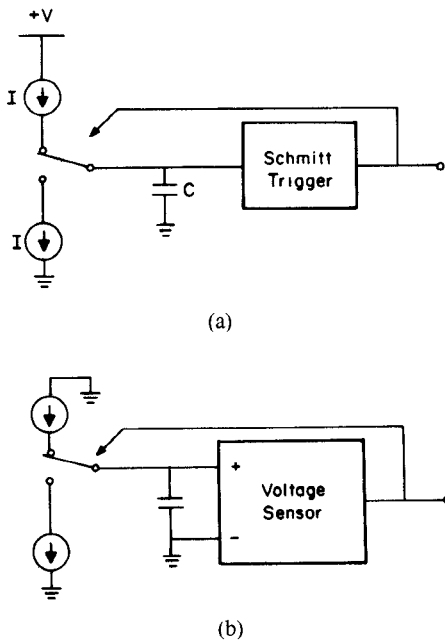 +V
I
Schmitt
Trigger
C
I
(a)
+
Voltage
Sensor
-
(b)